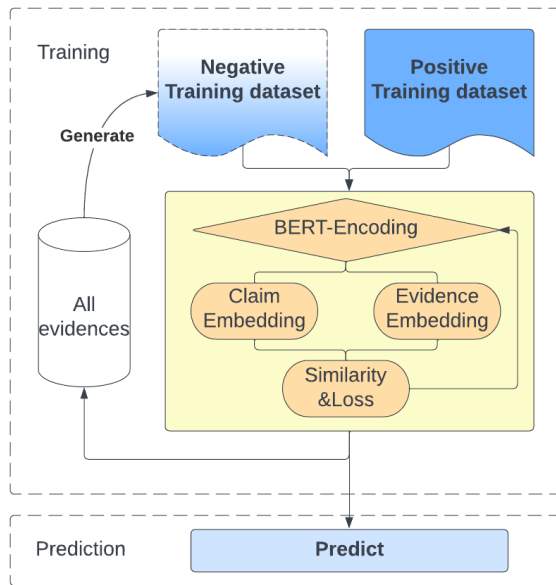 Training
Negative
Training dataset
Positive
Training dataset
Generate
BERT-Encoding
All
evidences
Claim
Embedding
Evidence
Embedding
Similarity
&Loss
Prediction
Predict